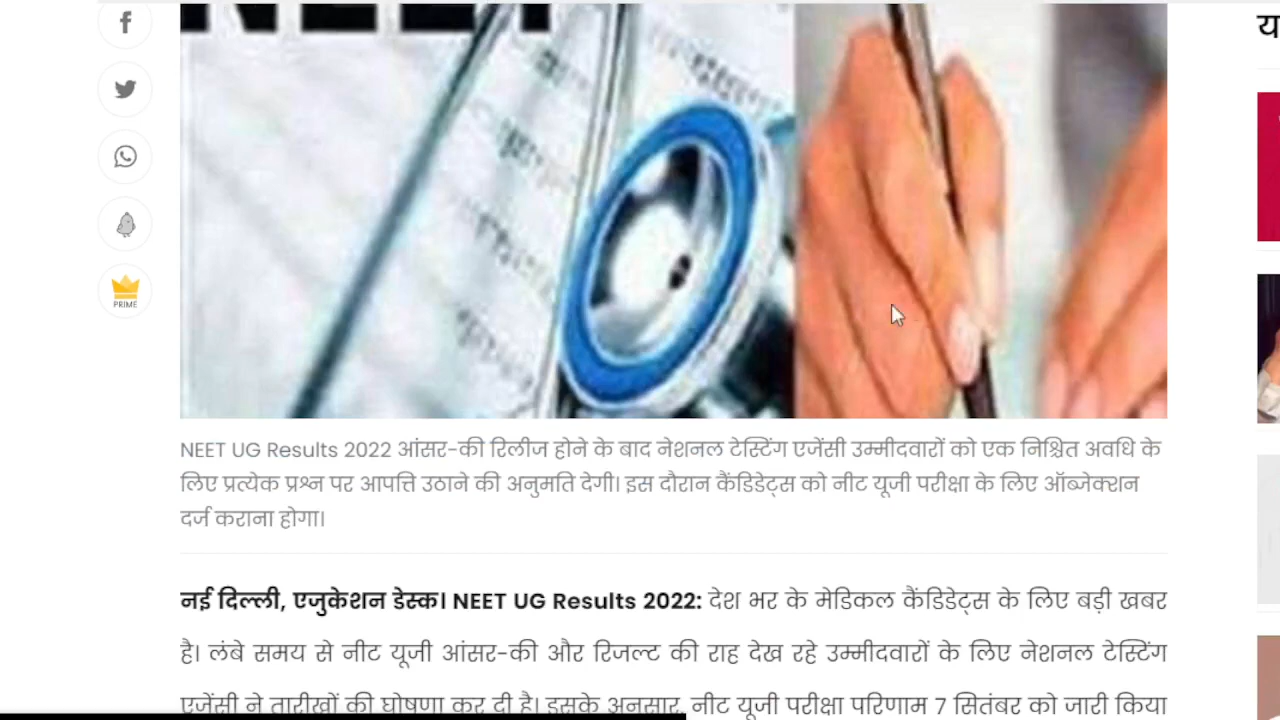 NEET
PRIME
NEET UG Results 2022 आंसर-की रिलीज होने के बाद नेशनल टेस्टिंग एजेंसी उम्मीदवारों को एक निश्चित अवधि के
लिए प्रत्येक प्रश्न पर आपत्ति उठाने की अनुमति देगी। इस दौरान कैंडिडेट्स को नीट यूजी परीक्षा के लिए ऑब्जेक्शन
दर्ज कराना होगा।
नई दिल्ली, एजुकेशन डेस्क। NEET UG Results 2022: देश भर के मेडिकल कैंडिडेट्स के लिए बड़ी खबर
है। लंबे समय से नीट यूजी आंसर-की और रिजल्ट की राह देख रहे उम्मीदवारों के लिए नेशनल टेस्टिंग
एजेंसी ने तारीखों की घोषणा कर दी है। इसके अनुसार, नीट यूजी परीक्षा परिणाम 7 सितंबर को जारी किया